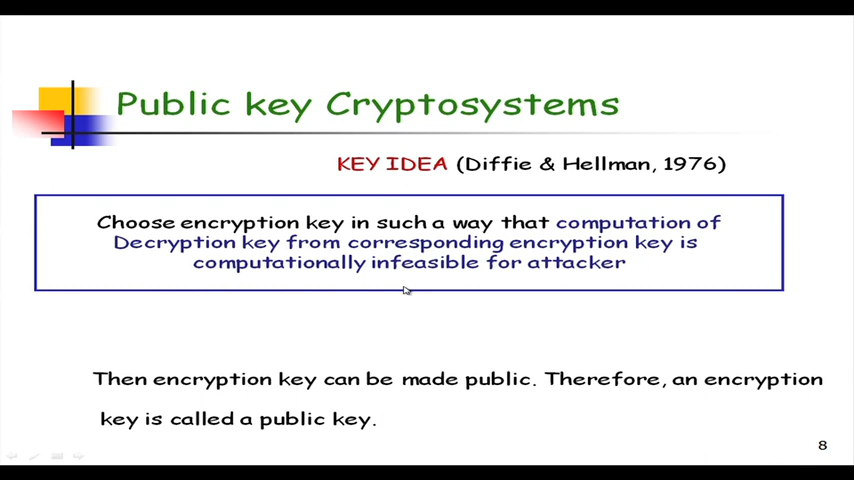 Public key Cryptosystems
KEY IDEA (Diffie & Hellman, 1976)
Choose encryption key in such a way that computation of
Decryption key from corresponding encryption key is
computationally infeasible for attacker
Then encryption key can be made public. Therefore, an encryption
key is called a public key.
8